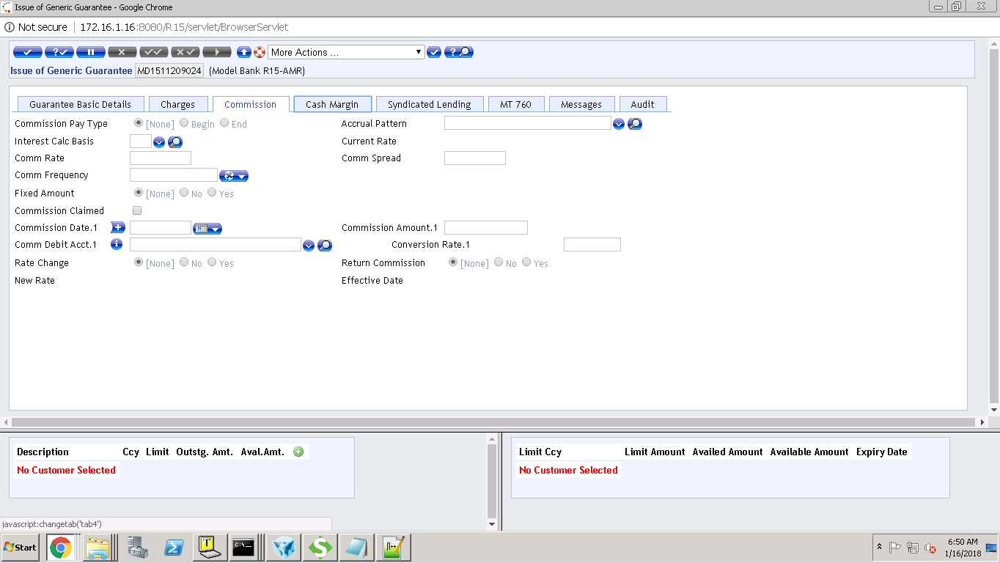 Issue of Generic Guarantee - Google Chrome
Not secure 172.16.1.16:8080/R15/servlet/BrowserServlet
More Actions ...
Issue of Generic Guarantee MD1511209024 (Model Bank R15-AMR)
Guarantee Basic Details Charges Commission Cash Margin Syndicated Lending MT 760 Messages Audit
Commission Pay Type [None] Begin End Accrual Pattern
Interest Calc Basis Current Rate
Comm Rate Comm Spread
Comm Frequency
Fixed Amount [None] No Yes
Commission Claimed
Commission Date.1 Commission Amount.1
Comm Debit Acct.1 Conversion Rate.1
Rate Change [None] No Yes Return Commission [None] No Yes
New Rate Effective Date
Description Ccy Limit Outstg. Amt. Aval.Amt.
No Customer Selected
Limit Ccy Limit Amount Availed Amount Available Amount Expiry Date
No Customer Selected
javascript:changetab('tab4')
Start
6:50 AM
1/16/2018